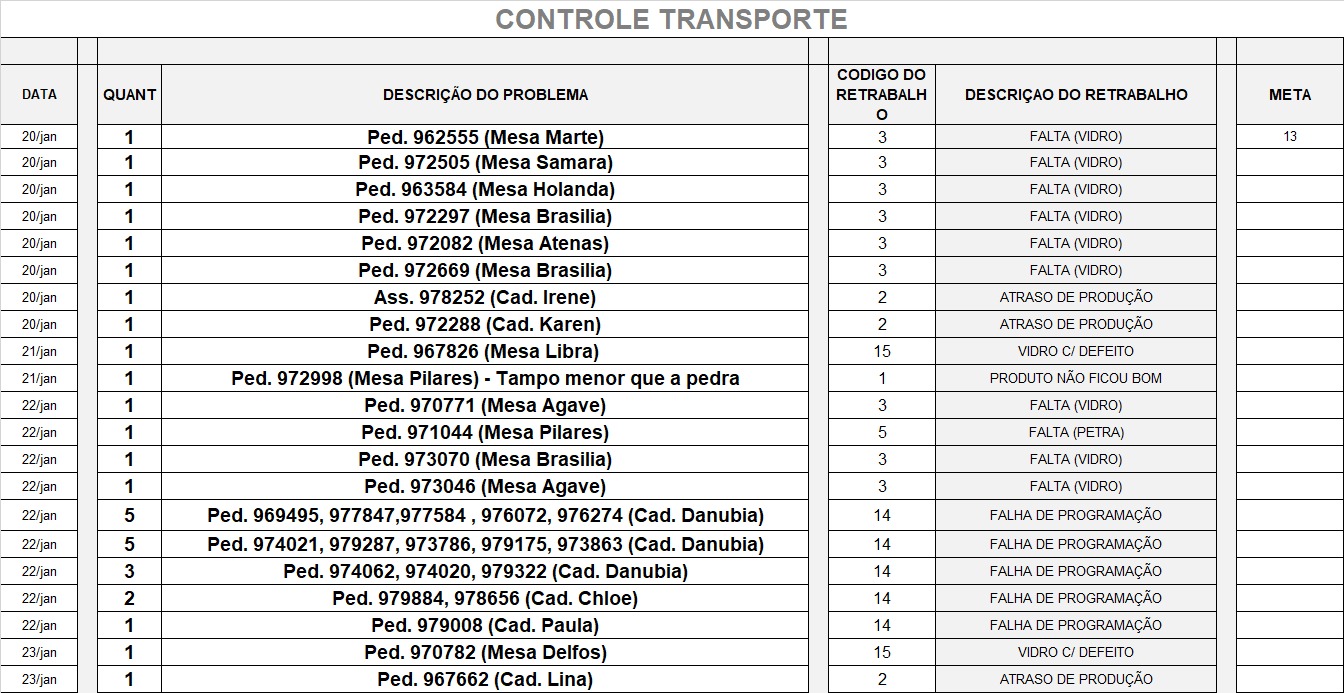 CONTROLE TRANSPORTE
DATA QUANT DESCRIÇÃO DO PROBLEMA CODIGO DO RETRABALHO DESCRIÇAO DO RETRABALHO META
20/jan 1 Ped. 962555 (Mesa Marte) 3 FALTA (VIDRO) 13
20/jan 1 Ped. 972505 (Mesa Samara) 3 FALTA (VIDRO)
20/jan 1 Ped. 963584 (Mesa Holanda) 3 FALTA (VIDRO)
20/jan 1 Ped. 972297 (Mesa Brasilia) 3 FALTA (VIDRO)
20/jan 1 Ped. 972082 (Mesa Atenas) 3 FALTA (VIDRO)
20/jan 1 Ped. 972669 (Mesa Brasilia) 3 FALTA (VIDRO)
20/jan 1 Ass. 978252 (Cad. Irene) 2 ATRASO DE PRODUÇÃO
20/jan 1 Ped. 972288 (Cad. Karen) 2 ATRASO DE PRODUÇÃO
21/jan 1 Ped. 967826 (Mesa Libra) 15 VIDRO C/ DEFEITO
21/jan 1 Ped. 972998 (Mesa Pilares) - Tampo menor que a pedra 1 PRODUTO NÃO FICOU BOM
22/jan 1 Ped. 970771 (Mesa Agave) 3 FALTA (VIDRO)
22/jan 1 Ped. 971044 (Mesa Pilares) 5 FALTA (PETRA)
22/jan 1 Ped. 973070 (Mesa Brasilia) 3 FALTA (VIDRO)
22/jan 1 Ped. 973046 (Mesa Agave) 3 FALTA (VIDRO)
22/jan 5 Ped. 969495, 977847,977584 , 976072, 976274 (Cad. Danubia) 14 FALHA DE PROGRAMAÇÃO
22/jan 5 Ped. 974021, 979287, 973786, 979175, 973863 (Cad. Danubia) 14 FALHA DE PROGRAMAÇÃO
22/jan 3 Ped. 974062, 974020, 979322 (Cad. Danubia) 14 FALHA DE PROGRAMAÇÃO
22/jan 2 Ped. 979884, 978656 (Cad. Chloe) 14 FALHA DE PROGRAMAÇÃO
22/jan 1 Ped. 979008 (Cad. Paula) 14 FALHA DE PROGRAMAÇÃO
23/jan 1 Ped. 970782 (Mesa Delfos) 15 VIDRO C/ DEFEITO
23/jan 1 Ped. 967662 (Cad. Lina) 2 ATRASO DE PRODUÇÃO